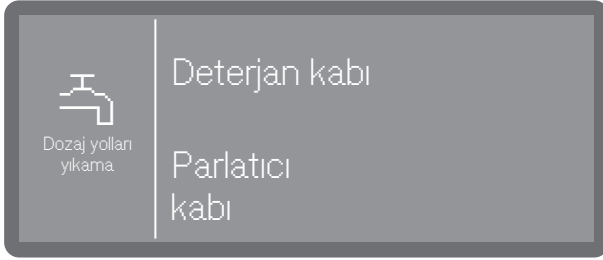 Dozaj yolları
yıkama
Deterjan kabı
Parlatıcı
kabı